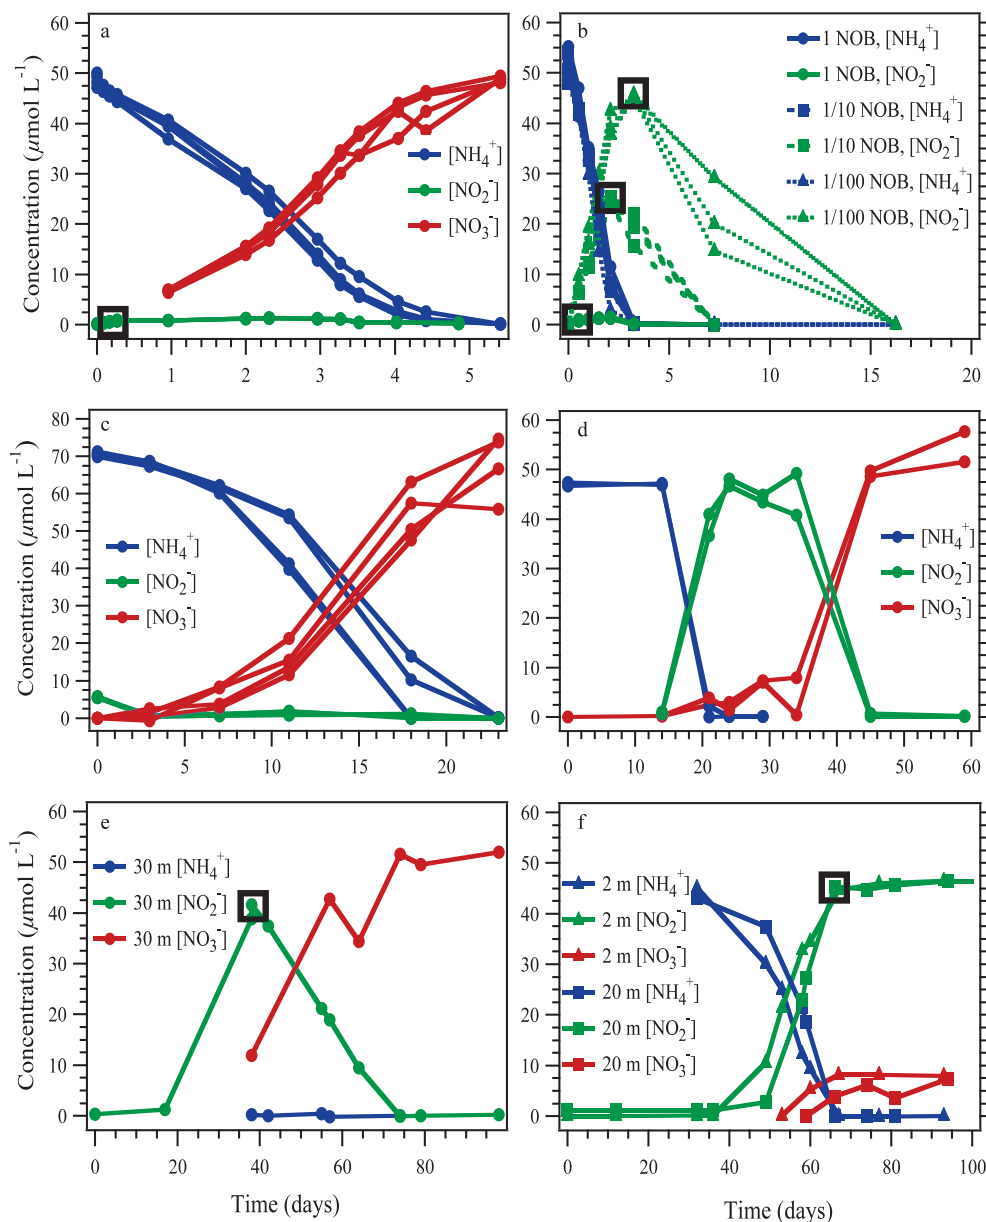 a
60
50
40
30
20
10
0
Concentration (μmol L⁻¹)
[NH₄⁺]
[NO₂⁻]
[NO₃⁻]
0 1 2 3 4 5
b
60
50
40
30
20
10
0
1 NOB, [NH₄⁺]
1 NOB, [NO₂⁻]
1/10 NOB, [NH₄⁺]
1/10 NOB, [NO₂⁻]
1/100 NOB, [NH₄⁺]
1/100 NOB, [NO₂⁻]
0 5 10 15 20
c
80
70
60
50
40
30
20
10
0
Concentration (μmol L⁻¹)
[NH₄⁺]
[NO₂⁻]
[NO₃⁻]
0 5 10 15 20
d
60
50
40
30
20
10
0
[NH₄⁺]
[NO₂⁻]
[NO₃⁻]
0 10 20 30 40 50 60
e
60
50
40
30
20
10
0
Concentration (μmol L⁻¹)
30 m [NH₄⁺]
30 m [NO₂⁻]
30 m [NO₃⁻]
0 20 40 60 80
Time (days)
f
60
50
40
30
20
10
0
2 m [NH₄⁺]
2 m [NO₂⁻]
2 m [NO₃⁻]
20 m [NH₄⁺]
20 m [NO₂⁻]
20 m [NO₃⁻]
0 20 40 60 80 100
Time (days)